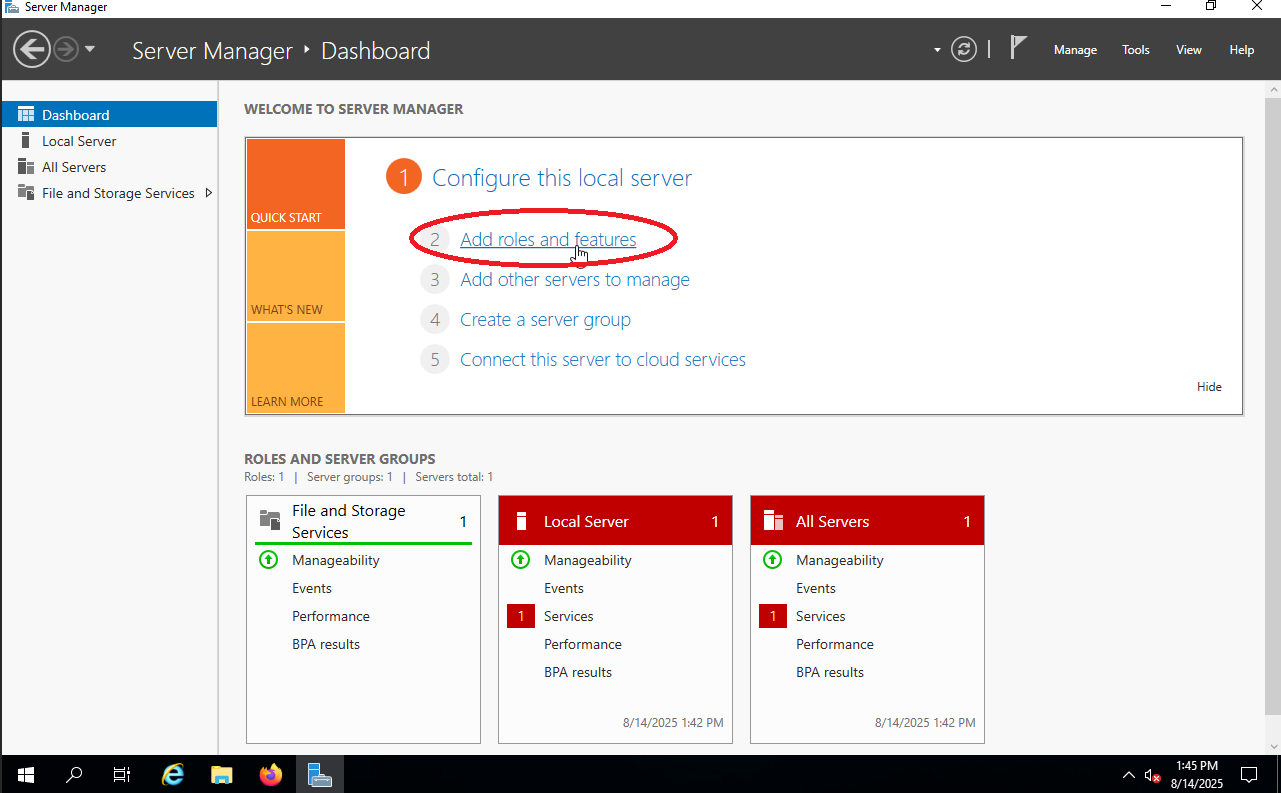 Server Manager
Server Manager ‣ Dashboard
Manage Tools View Help
Dashboard
Local Server
All Servers
File and Storage Services
WELCOME TO SERVER MANAGER
QUICK START
WHAT'S NEW
LEARN MORE
1 Configure this local server
2 Add roles and features
3 Add other servers to manage
4 Create a server group
5 Connect this server to cloud services
Hide
ROLES AND SERVER GROUPS
Roles: 1 | Server groups: 1 | Servers total: 1
File and Storage
Services 1
Manageability
Events
Performance
BPA results
Local Server 1
Manageability
Events
1 Services
Performance
BPA results
8/14/2025 1:42 PM
All Servers 1
Manageability
Events
1 Services
Performance
BPA results
8/14/2025 1:42 PM
1:45 PM
8/14/2025